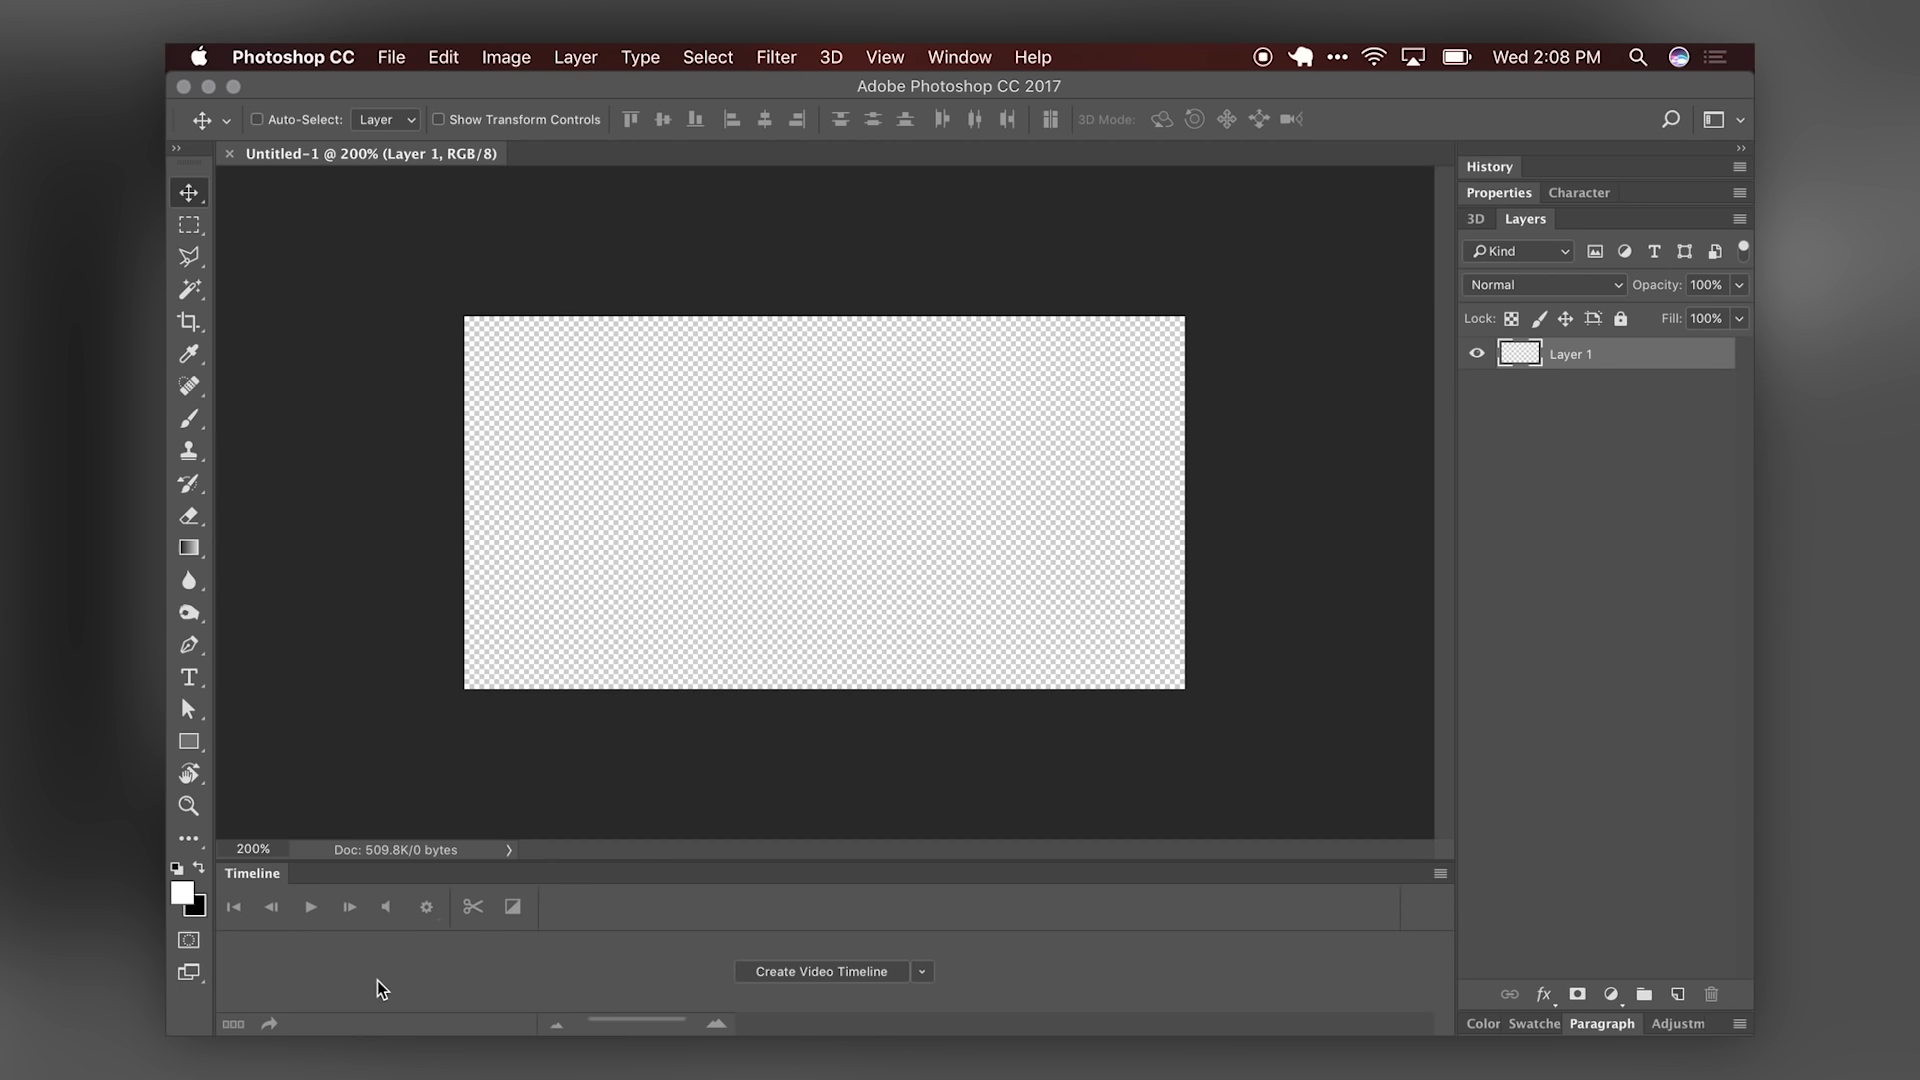 Photoshop CC File Edit Image Layer Type Select Filter 3D View Window Help Wed 2:08 PM
Adobe Photoshop CC 2017
Auto-Select: Layer Show Transform Controls 3D Mode:
Untitled-1 @ 200% (Layer 1, RGB/8)
History
Properties Character
3D Layers
Kind
Normal Opacity: 100%
Lock: Fill: 100%
Layer 1
200% Doc: 509.8K/0 bytes
Timeline
Create Video Timeline
fx
Color Swatche Paragraph Adjustm